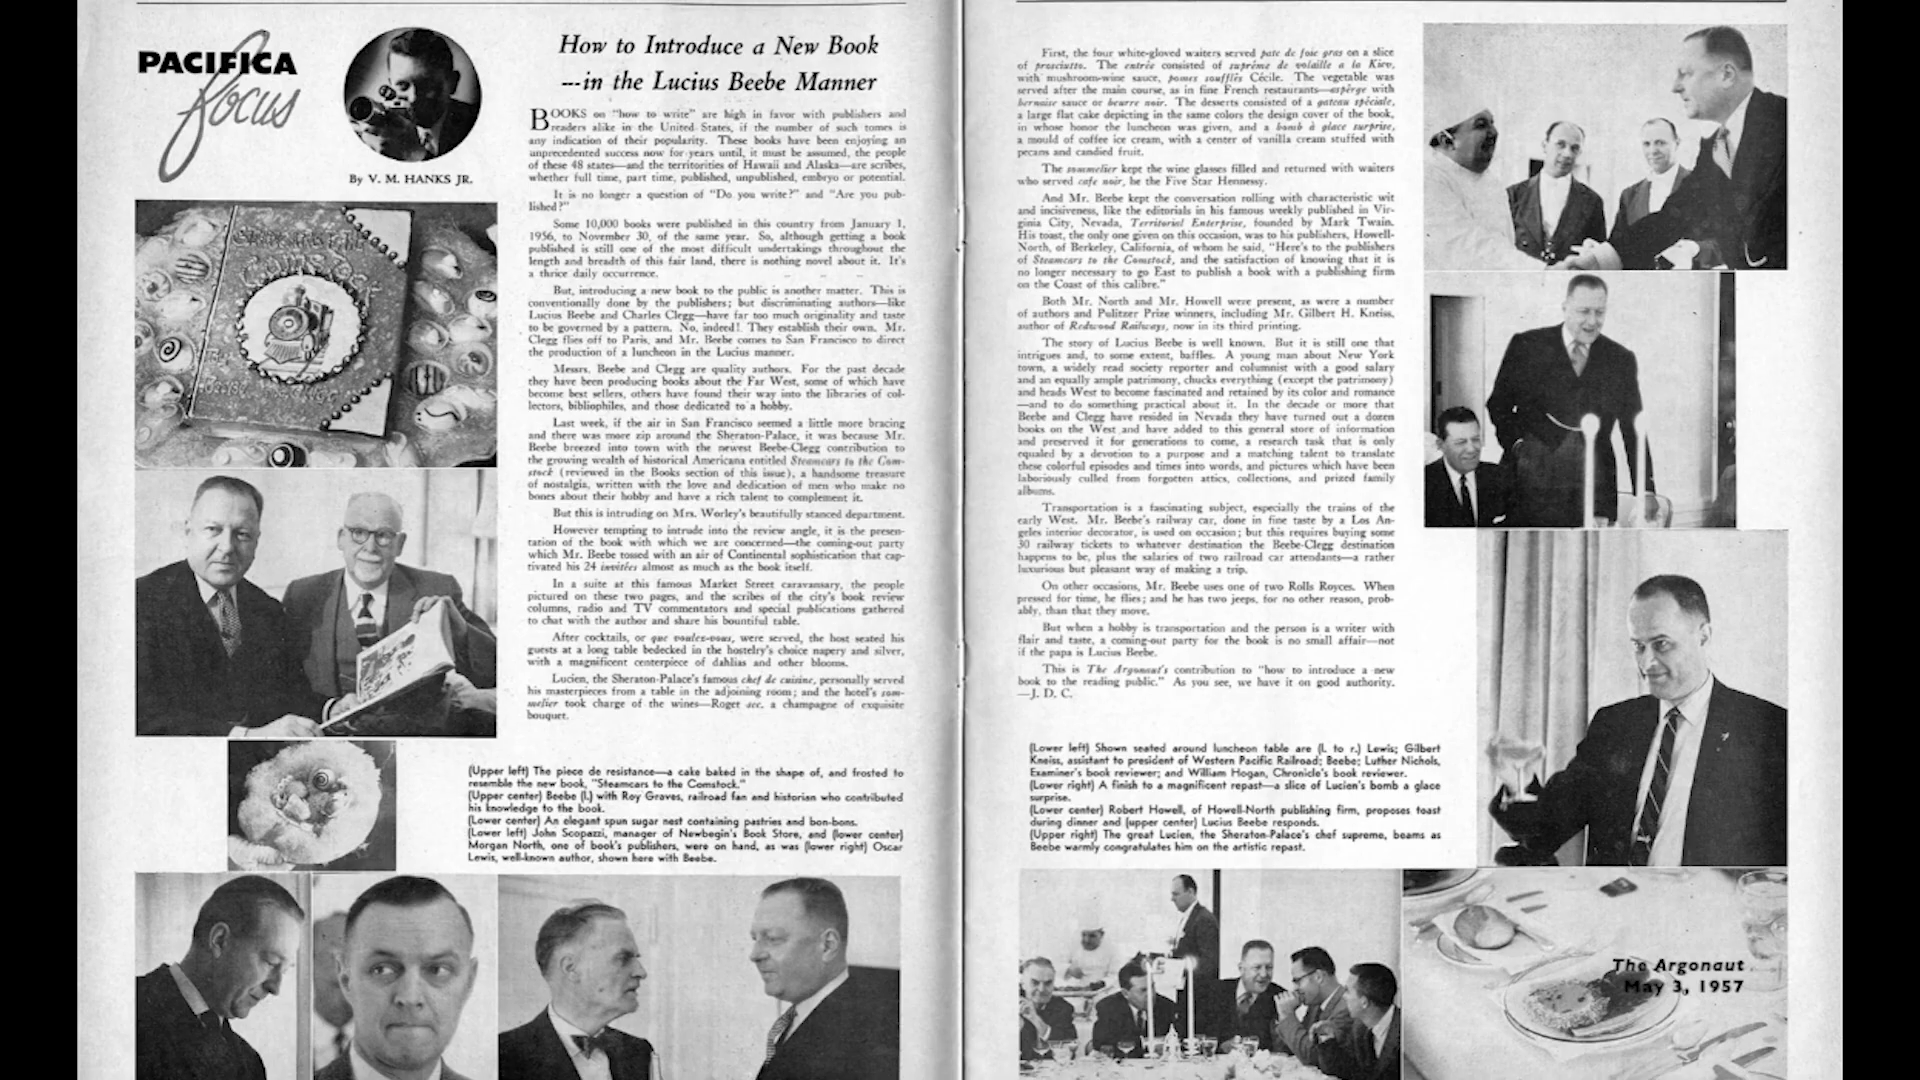 PACIFICA
Focus
By V. M. HANKS JR.
How to Introduce a New Book
---in the Lucius Beebe Manner
BOOKS on "how to write" are high in favor with publishers and
readers alike in the United States, if the number of such tomes is
any indication of their popularity. These books have been enjoying an
unprecedented success now for years until, it must be assumed, the people
of these 48 states—and the territories of Hawaii and Alaska—are scribes,
whether full time, part time, published, unpublished, embryo or potential.
It is no longer a question of "Do you write?" and "Are you pub-
lished?"
Some 10,000 books were published in this country from January 1,
1956, to November 30, of the same year. So, although getting a book
published is still one of the most difficult undertakings throughout the
length and breadth of this fair land, there is nothing novel about it. It's
a thrice daily occurrence.
But, introducing a new book to the public is another matter. This is
conventionally done by the publishers; but discriminating authors—like
Lucius Beebe and Charles Clegg—have far too much originality and taste
to be governed by a pattern. No, indeed! They establish their own. Mr.
Clegg flies off to Paris, and Mr. Beebe comes to San Francisco to direct
the production of a luncheon in the Lucius manner.
Messrs. Beebe and Clegg are quality authors. For the past decade
they have been producing books about the Far West, some of which have
become best sellers, others have found their way into the libraries of col-
lectors, bibliophiles, and those dedicated to a hobby.
Last week, if the air in San Francisco seemed a little more bracing
and there was more zip around the Sheraton-Palace, it was because Mr.
Beebe breezed into town with the newest Beebe-Clegg contribution to
the growing wealth of historical Americana entitled Steamcars to the Com-
stock (reviewed in the Books section of this issue), a handsome treasure
of nostalgia, written with the love and dedication of men who make no
bones about their hobby and have a rich talent to complement it.
But this is intruding on Mrs. Worley's beautifully stanced department.
However tempting to intrude into the review angle, it is the presen-
tation of the book with which we are concerned—the coming-out party
which Mr. Beebe tossed with an air of Continental sophistication that cap-
tivated his 24 invitées almost as much as the book itself.
In a suite at this famous Market Street caravansary, the people
pictured on these two pages, and the scribes of the city's book review
columns, radio and TV commentators and special publications gathered
to chat with the author and share his bountiful table.
After cocktails, or que voulez-vous, were served, the host seated his
guests at a long table bedecked in the hostelry's choice napery and silver,
with a magnificent centerpiece of dahlias and other blooms.
Lucien, the Sheraton-Palace's famous chef de cuisine, personally served
his masterpieces from a table in the adjoining room; and the hotel's som-
melier took charge of the wines—Roget sec. a champagne of exquisite
bouquet.
(Upper left) The piece de resistance—a cake baked in the shape of, and frosted to
resemble the new book, "Steamcars to the Comstock."
(Upper center) Beebe (l.) with Roy Graves, railroad fan and historian who contributed
his knowledge to the book.
(Lower center) An elegant spun sugar nest containing pastries and bon-bons.
(Lower left) John Scopazzi, manager of Newbegin's Book Store, and (lower center)
Morgan North, one of book's publishers, were on hand, as was (lower right) Oscar
Lewis, well-known author, shown here with Beebe.
First, the four white-gloved waiters served pate de foie gras on a slice
of prosciutto. The entrée consisted of suprême de volaille a la Kiev,
with mushroom-wine sauce, pomes soufflés Cécile. The vegetable was
served after the main course, as in fine French restaurants—asperge with
bernaise sauce or beurre noir. The desserts consisted of a gateau spéciale,
a large flat cake depicting in the same colors the design cover of the book,
in whose honor the luncheon was given, and a bomb à glace surprise,
a mould of coffee ice cream, with a center of vanilla cream stuffed with
pecans and candied fruit.
The sommelier kept the wine glasses filled and returned with waiters
who served cafe noir, he the Five Star Hennessy.
And Mr. Beebe kept the conversation rolling with characteristic wit
and incisiveness, like the editorials in his famous weekly published in Vir-
ginia City, Nevada, Territorial Enterprise, founded by Mark Twain.
His toast, the only one given on this occasion, was to his publishers, Howell-
North, of Berkeley, California, of whom he said, "Here's to the publishers
of Steamcars to the Comstock, and the satisfaction of knowing that it is
no longer necessary to go East to publish a book with a publishing firm
on the Coast of this calibre."
Both Mr. North and Mr. Howell were present, as were a number
of authors and Pulitzer Prize winners, including Mr. Gilbert H. Kneiss,
author of Redwood Railways, now in its third printing.
The story of Lucius Beebe is well known. But it is still one that
intrigues and, to some extent, baffles. A young man about New York
town, a widely read society reporter and columnist with a good salary
and an equally ample patrimony, chucks everything (except the patrimony)
and heads West to become fascinated and retained by its color and romance
—and to do something practical about it. In the decade or more that
Beebe and Clegg have resided in Nevada they have turned out a dozen
books on the West and have added to this general store of information
and preserved it for generations to come, a research task that is only
equaled by a devotion to a purpose and a matching talent to translate
these colorful episodes and times into words, and pictures which have been
laboriously culled from forgotten attics, collections, and prized family
albums.
Transportation is a fascinating subject, especially the trains of the
early West. Mr. Beebe's railway car, done in fine taste by a Los An-
geles interior decorator, is used on occasion; but this requires buying some
30 railway tickets to whatever destination the Beebe-Clegg destination
happens to be, plus the salaries of two railroad car attendants—a rather
luxurious but pleasant way of making a trip.
On other occasions, Mr. Beebe uses one of two Rolls Royces. When
pressed for time, he flies; and he has two jeeps, for no other reason, prob-
ably, than that they move.
But when a hobby is transportation and the person is a writer with
flair and taste, a coming-out party for the book is no small affair—not
if the papa is Lucius Beebe.
This is The Argonaut's contribution to "how to introduce a new
book to the reading public." As you see, we have it on good authority.
—J. D. C.
(Lower left) Shown seated around luncheon table are (l. to r.) Lewis; Gilbert
Kneiss, assistant to president of Western Pacific Railroad; Beebe; Luther Nichols,
Examiner's book reviewer; and William Hogan, Chronicle's book reviewer.
(Lower right) A finish to a magnificent repast—a slice of Lucien's bomb a glace
surprise.
(Lower center) Robert Howell, of Howell-North publishing firm, proposes toast
during dinner and (upper center) Lucius Beebe responds.
(Upper right) The great Lucien, the Sheraton-Palace's chef supreme, beams as
Beebe warmly congratulates him on the artistic repast.
The Argonaut
May 3, 1957